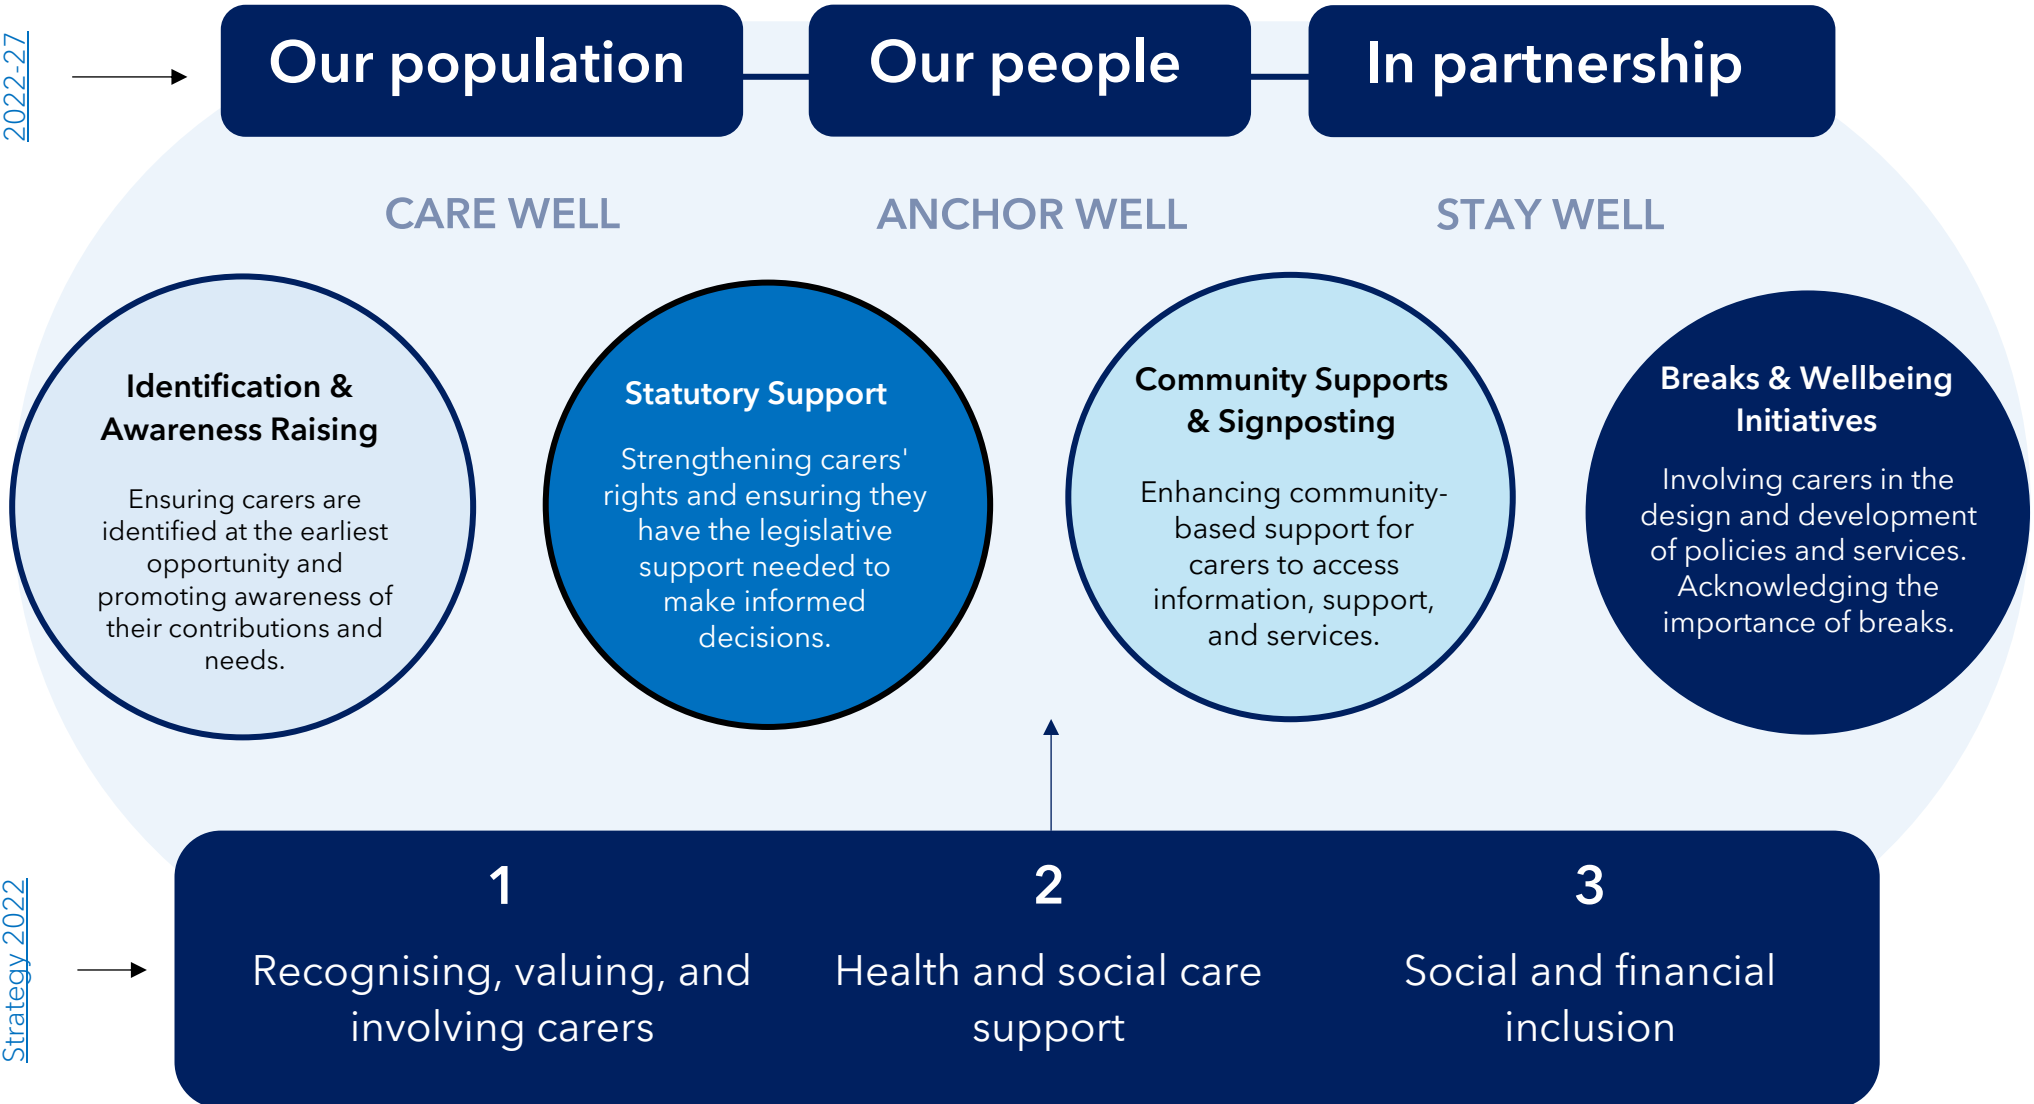 2022-27
Our population
Our people
In partnership
CARE WELL
ANCHOR WELL
STAY WELL
Identification &
Awareness Raising
Ensuring carers are
identified at the earliest
opportunity and
promoting awareness of
their contributions and
needs.
Statutory Support
Strengthening carers'
rights and ensuring they
have the legislative
support needed to
make informed
decisions.
Community Supports
& Signposting
Enhancing community-
based support for
carers to access
information, support,
and services.
Breaks & Wellbeing
Initiatives
Involving carers in the
design and development
of policies and services.
Acknowledging the
importance of breaks.
Strategy 2022
1
Recognising, valuing, and
involving carers
2
Health and social care
support
3
Social and financial
inclusion